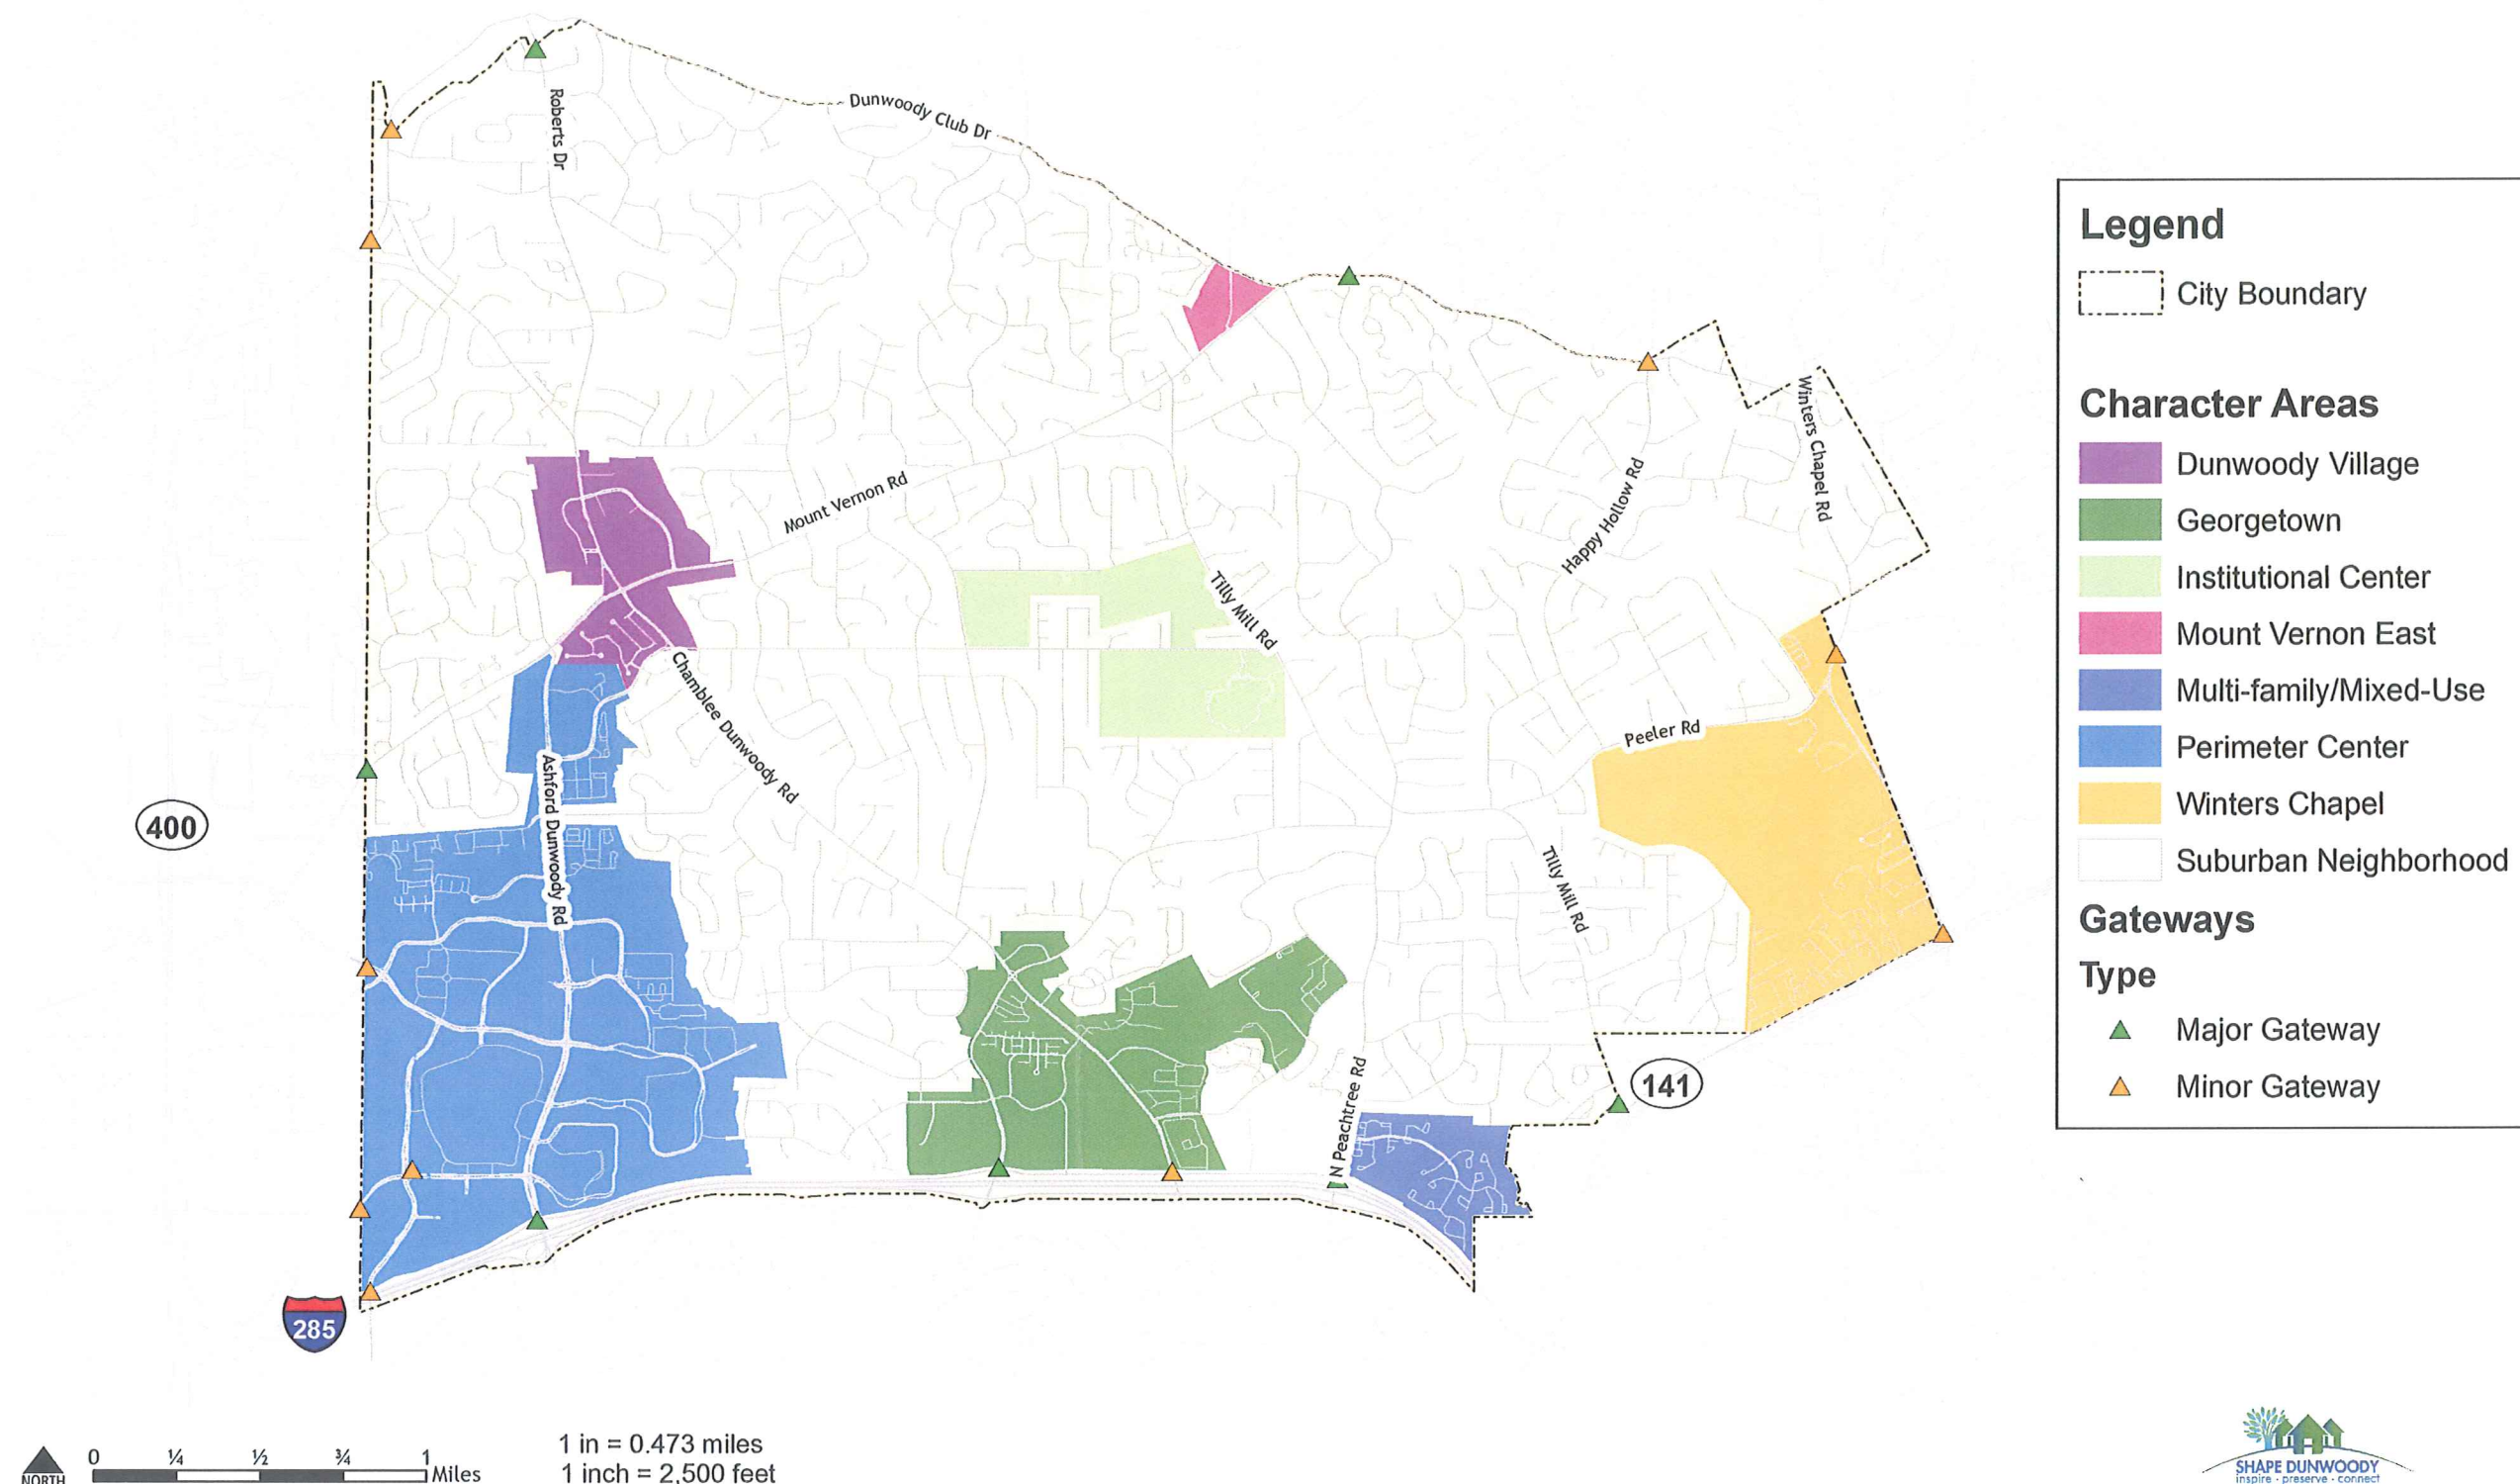 Roberts Dr
Dunwoody Club Dr
Mount Vernon Rd
Happy Hollow Rd
Winters Chapel Rd
Tilly Mill Rd
Chamblee Dunwoody Rd
Peeler Rd
Ashford Dunwoody Rd
Tilly Mill Rd
N Peachtree Rd
400
141
285
Legend
City Boundary
Character Areas
Dunwoody Village
Georgetown
Institutional Center
Mount Vernon East
Multi-family/Mixed-Use
Perimeter Center
Winters Chapel
Suburban Neighborhood
Gateways
Type
Major Gateway
Minor Gateway
NORTH
0 ¼ ½ ¾ 1
Miles
1 in = 0.473 miles
1 inch = 2,500 feet
SHAPE DUNWOODY
inspire - preserve - connect